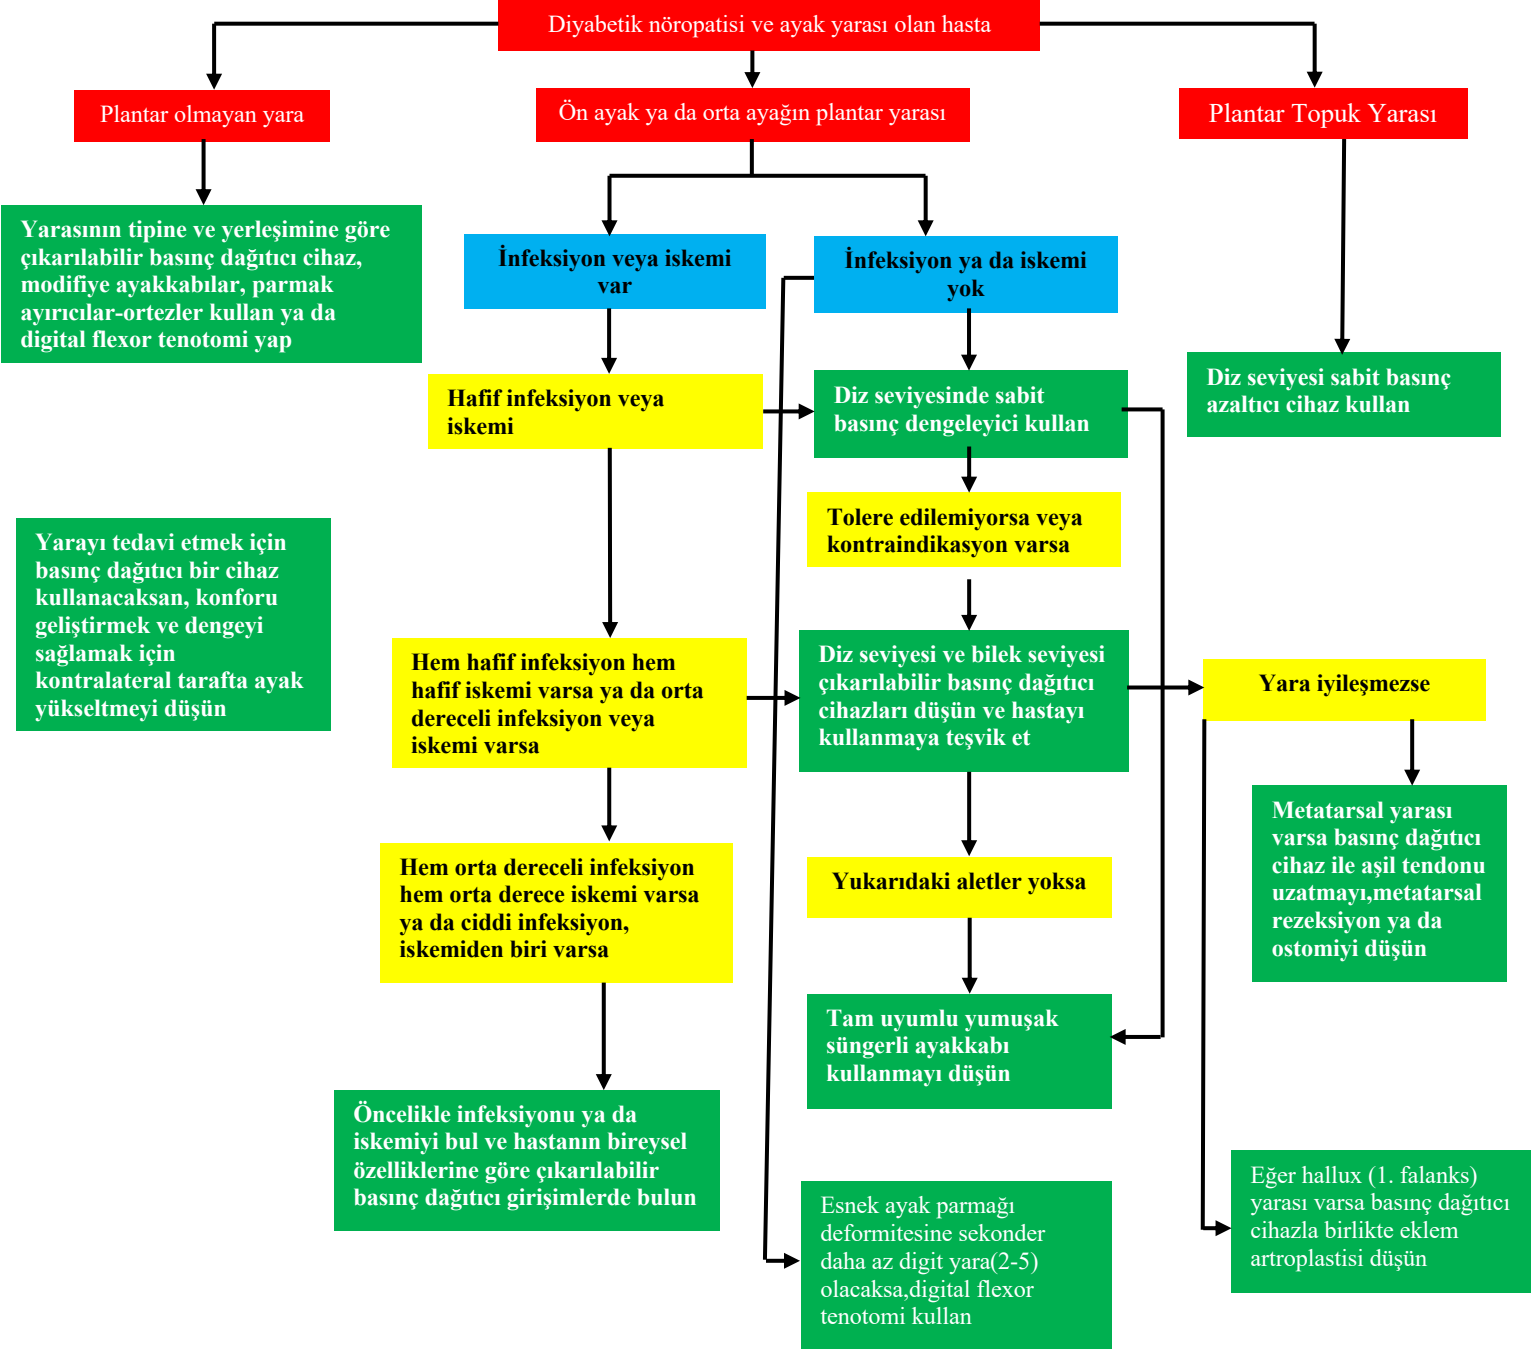 Diyabetik nöropatisi ve ayak yarası olan hasta
Plantar olmayan yara
Ön ayak ya da orta ayağın plantar yarası
Plantar Topuk Yarası
Yarasının tipine ve yerleşimine göre
çıkarılabilir basınç dağıtıcı cihaz,
modifiye ayakkabılar, parmak
ayırıcılar-ortezler kullan ya da
digital flexor tenotomi yap
İnfeksiyon veya iskemi
var
İnfeksiyon ya da iskemi
yok
Diz seviyesi sabit basınç
azaltıcı cihaz kullan
Hafif infeksiyon veya
iskemi
Diz seviyesinde sabit
basınç dengeleyici kullan
Tolere edilemiyorsa veya
kontraindikasyon varsa
Yarayı tedavi etmek için
basınç dağıtıcı bir cihaz
kullanacaksan, konforu
geliştirmek ve dengeyi
sağlamak için
kontralateral tarafta ayak
yükseltmeyi düşün
Hem hafif infeksiyon hem
hafif iskemi varsa ya da orta
dereceli infeksiyon veya
iskemi varsa
Diz seviyesi ve bilek seviyesi
çıkarılabilir basınç dağıtıcı
cihazları düşün ve hastayı
kullanmaya teşvik et
Yara iyileşmezse
Metatarsal yarası
varsa basınç dağıtıcı
cihaz ile aşil tendonu
uzatmayı,metatarsal
rezeksiyon ya da
ostomiyi düşün
Hem orta dereceli infeksiyon
hem orta derece iskemi varsa
ya da ciddi infeksiyon,
iskemiden biri varsa
Yukarıdaki aletler yoksa
Tam uyumlu yumuşak
süngerli ayakkabı
kullanmayı düşün
Öncelikle infeksiyonu ya da
iskemiyi bul ve hastanın bireysel
özelliklerine göre çıkarılabilir
basınç dağıtıcı girişimlerde bulun
Esnek ayak parmağı
deformitesine sekonder
daha az digit yara(2-5)
olacaksa,digital flexor
tenotomi kullan
Eğer hallux (1. falanks)
yarası varsa basınç dağıtıcı
cihazla birlikte eklem
artroplastisi düşün